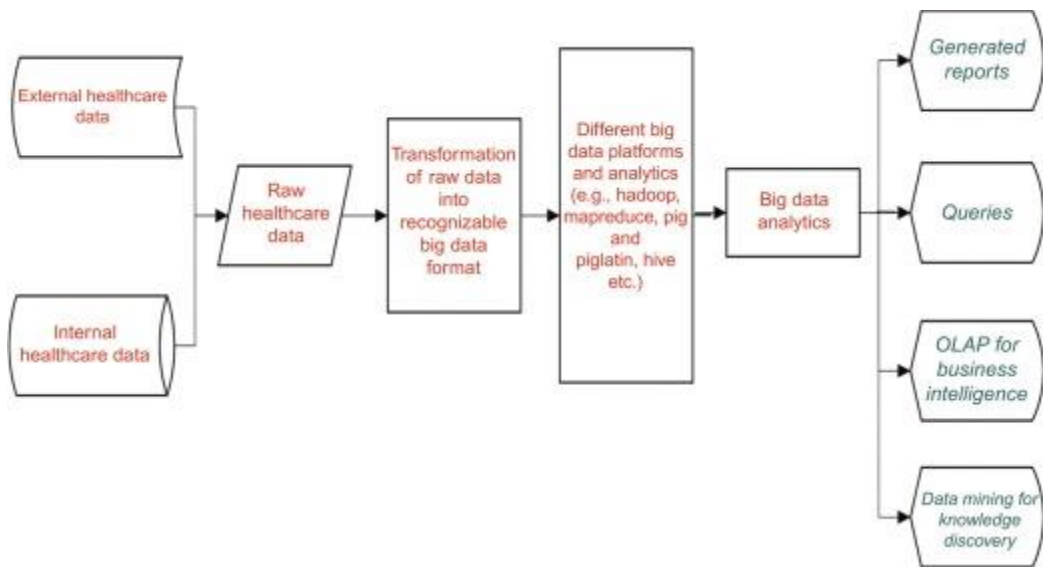 External healthcare
data
Internal
healthcare data
Raw
healthcare
data
Transformation
of raw data
into
recognizable
big data
format
Different big
data platforms
and analytics
(e.g., hadoop,
mapreduce, pig
and
piglatin, hive
etc.)
Big data
analytics
Generated
reports
Queries
OLAP for
business
intelligence
Data mining for
knowledge
discovery